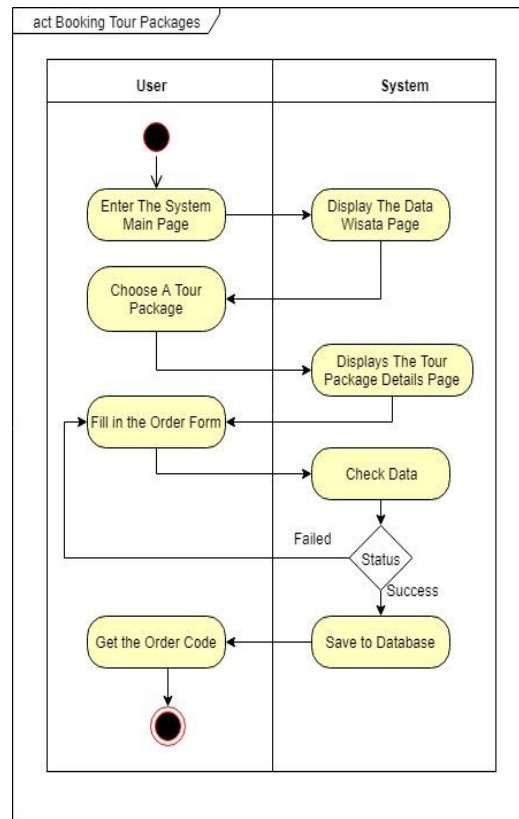 act Booking Tour Packages
User
System
Enter The System
Main Page
Display The Data
Wisata Page
Choose A Tour
Package
Displays The Tour
Package Details Page
Fill in the Order Form
Check Data
Failed
Status
Success
Get the Order Code
Save to Database